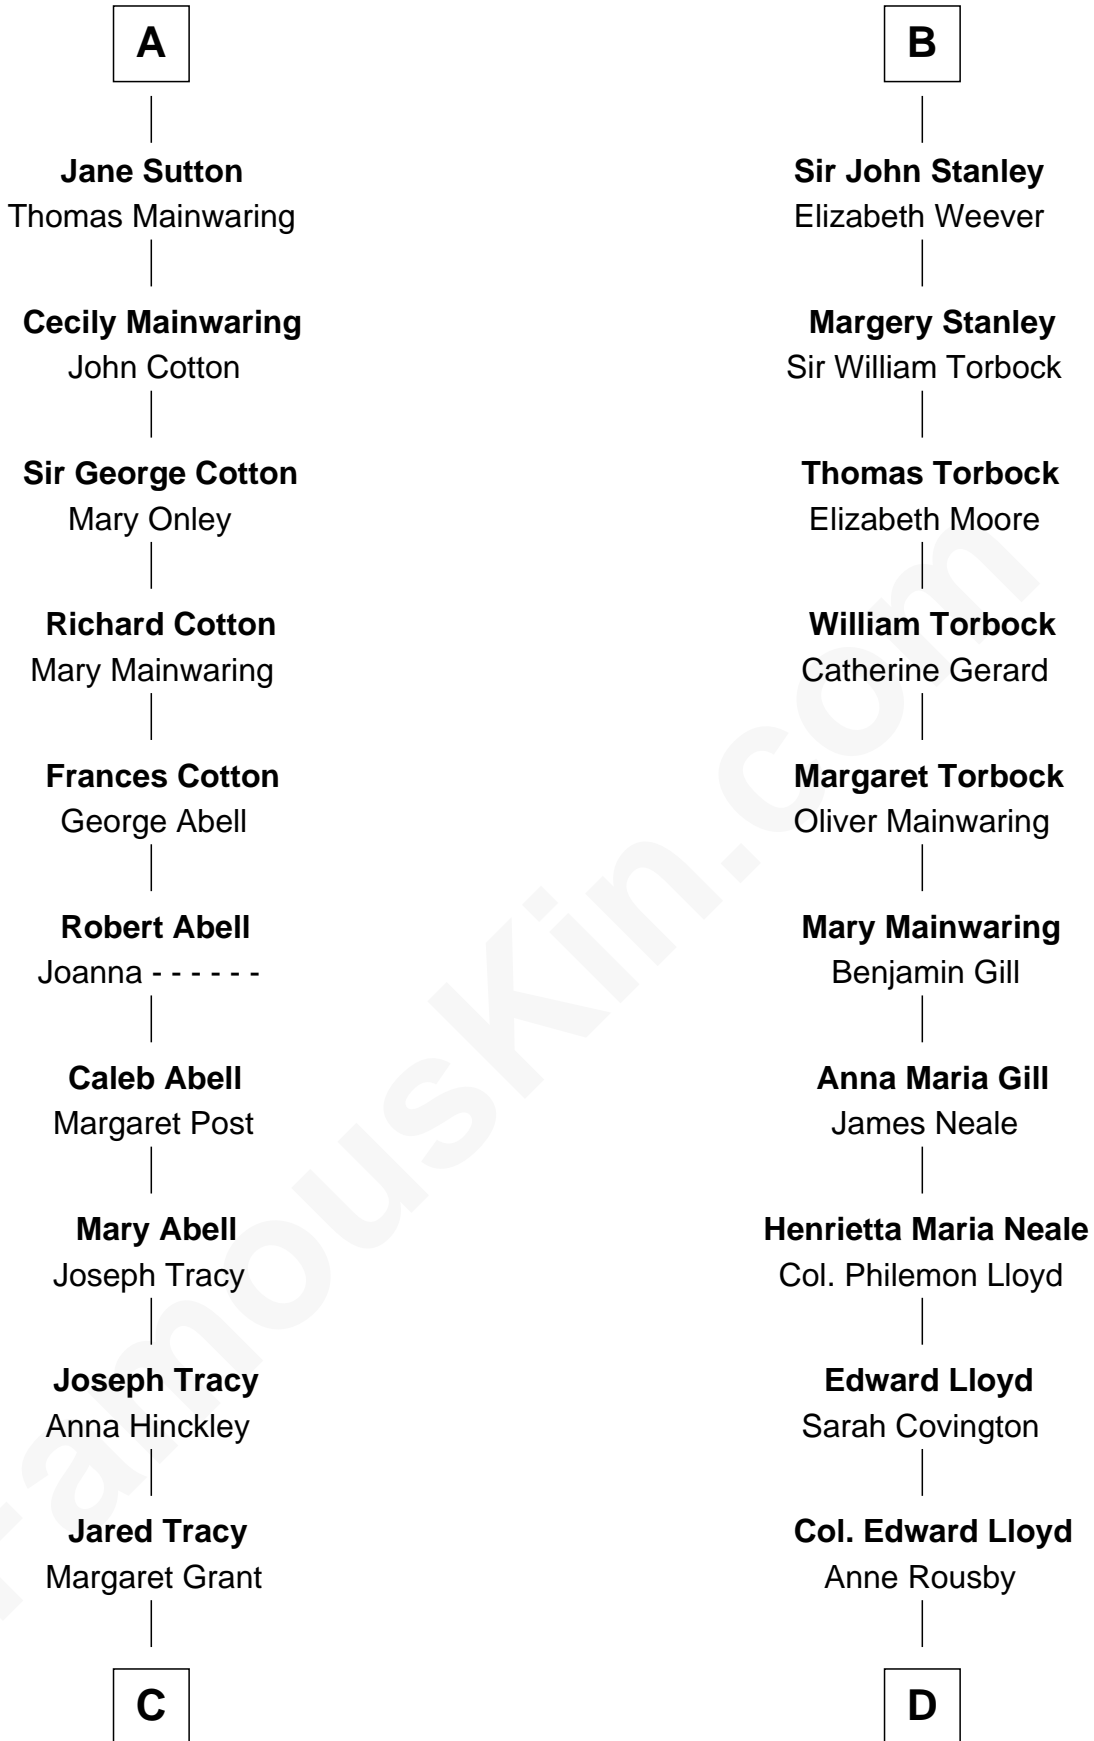 A
Jane Sutton
Thomas Mainwaring
Cecily Mainwaring
John Cotton
Sir George Cotton
Mary Onley
Richard Cotton
Mary Mainwaring
Frances Cotton
George Abell
Robert Abell
Joanna - - - - - -
Caleb Abell
Margaret Post
Mary Abell
Joseph Tracy
Joseph Tracy
Anna Hinckley
Jared Tracy
Margaret Grant
C
B
Sir John Stanley
Elizabeth Weever
Margery Stanley
Sir William Torbock
Thomas Torbock
Elizabeth Moore
William Torbock
Catherine Gerard
Margaret Torbock
Oliver Mainwaring
Mary Mainwaring
Benjamin Gill
Anna Maria Gill
James Neale
Henrietta Maria Neale
Col. Philemon Lloyd
Edward Lloyd
Sarah Covington
Col. Edward Lloyd
Anne Rousby
D
FamousKin.com